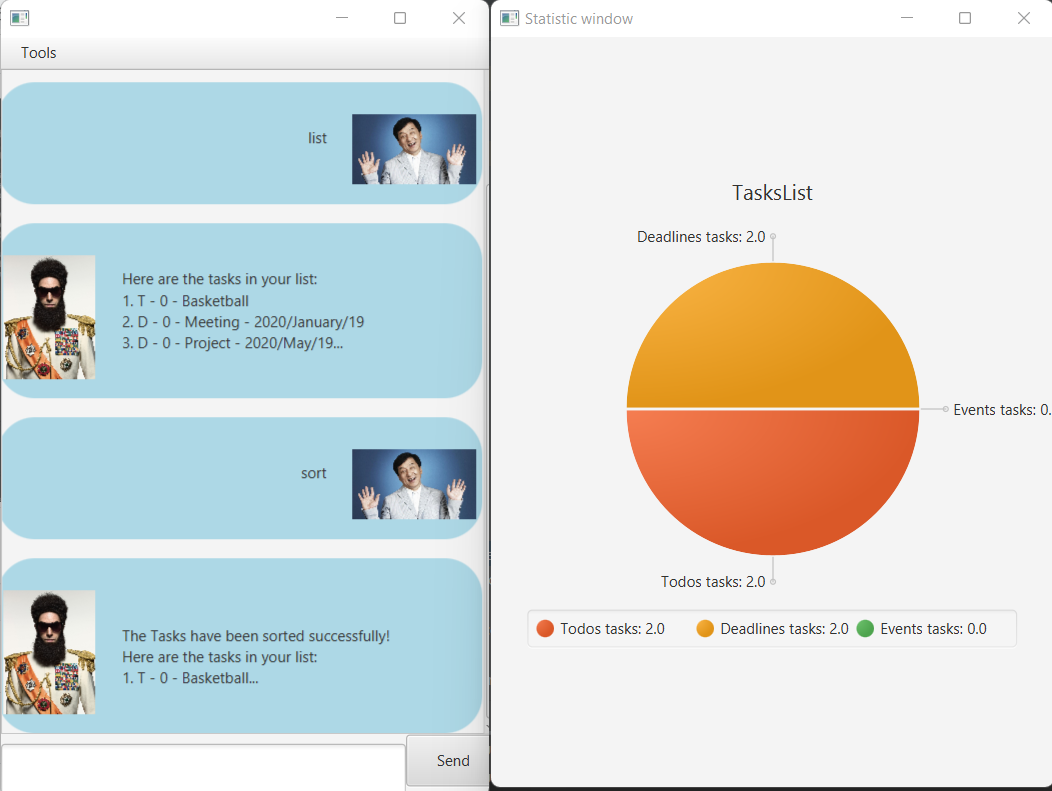 Tools
list
Here are the tasks in your list:
1. T - 0 - Basketball
2. D - 0 - Meeting - 2020/January/19
3. D - 0 - Project - 2020/May/19...
sort
The Tasks have been sorted successfully!
Here are the tasks in your list:
1. T - 0 - Basketball...
Send
Statistic window
TasksList
Deadlines tasks: 2.0
Events tasks: 0.
Todos tasks: 2.0
Todos tasks: 2.0 Deadlines tasks: 2.0 Events tasks: 0.0